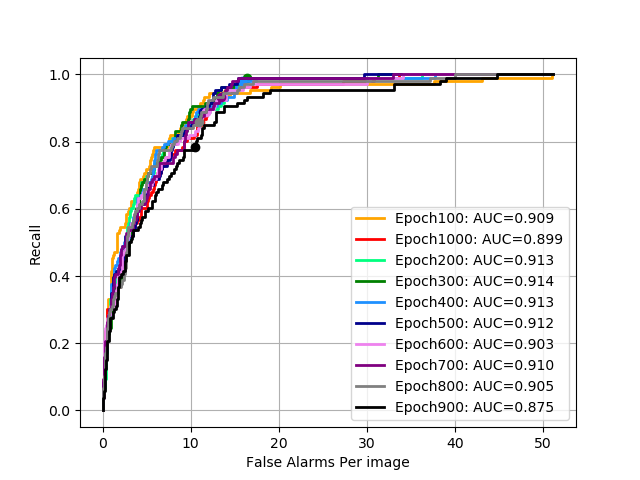 1.0
0.8
0.6
0.4
0.2
0.0
Recall
0
10
20
30
40
50
False Alarms Per image
Epoch100: AUC=0.909
Epoch1000: AUC=0.899
Epoch200: AUC=0.913
Epoch300: AUC=0.914
Epoch400: AUC=0.913
Epoch500: AUC=0.912
Epoch600: AUC=0.903
Epoch700: AUC=0.910
Epoch800: AUC=0.905
Epoch900: AUC=0.875